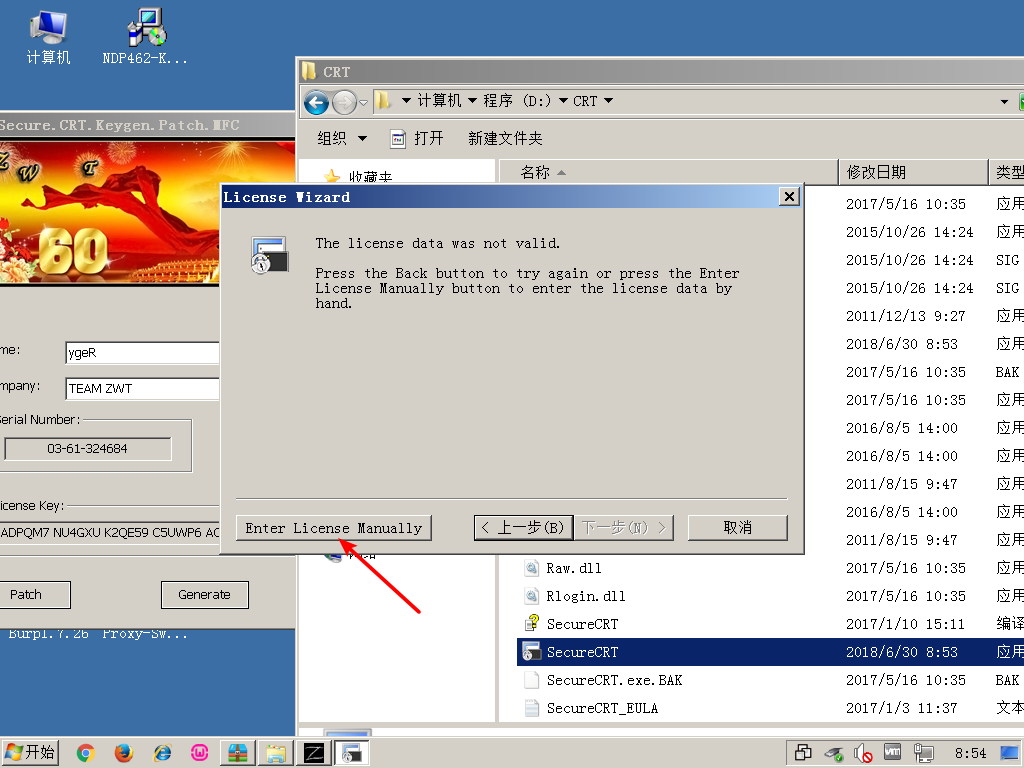 计算机
NDP462-K...
CRT
计算机
程序 (D:)
CRT
Secure.CRT.Keygen.Patch.MFC
组织
打开
新建文件夹
收藏夹
名称
修改日期
类型
Z
W
T
60
License Wizard
The license data was not valid.
Press the Back button to try again or press the Enter
License Manually button to enter the license data by
hand.
Enter License Manually
< 上一步(B)
下一步(N) >
取消
me:
ygeR
mpany:
TEAM ZWT
erial Number:
03-61-324684
icense Key:
ADPQM7 NU4GXU K2QE59 C5UWP6 AC
Patch
Generate
Burp1.7.26
Proxy-Sw...
2017/5/16 10:35 应用
2015/10/26 14:24 应用
2015/10/26 14:24 SIG
2015/10/26 14:24 SIG
2011/12/13 9:27 应用
2018/6/30 8:53 应用
2017/5/16 10:35 BAK
2017/5/16 10:35 应用
2016/8/5 14:00 应用
2016/8/5 14:00 应用
2011/8/15 9:47 应用
2016/8/5 14:00 应用
2011/8/15 9:47 应用
Raw.dll 2017/5/16 10:35 应用
Rlogin.dll 2017/5/16 10:35 应用
SecureCRT 2017/1/10 15:11 编译
SecureCRT 2018/6/30 8:53 应用
SecureCRT.exe.BAK 2017/5/16 10:35 BAK
SecureCRT_EULA 2017/1/3 11:37 文本
开始
8:54